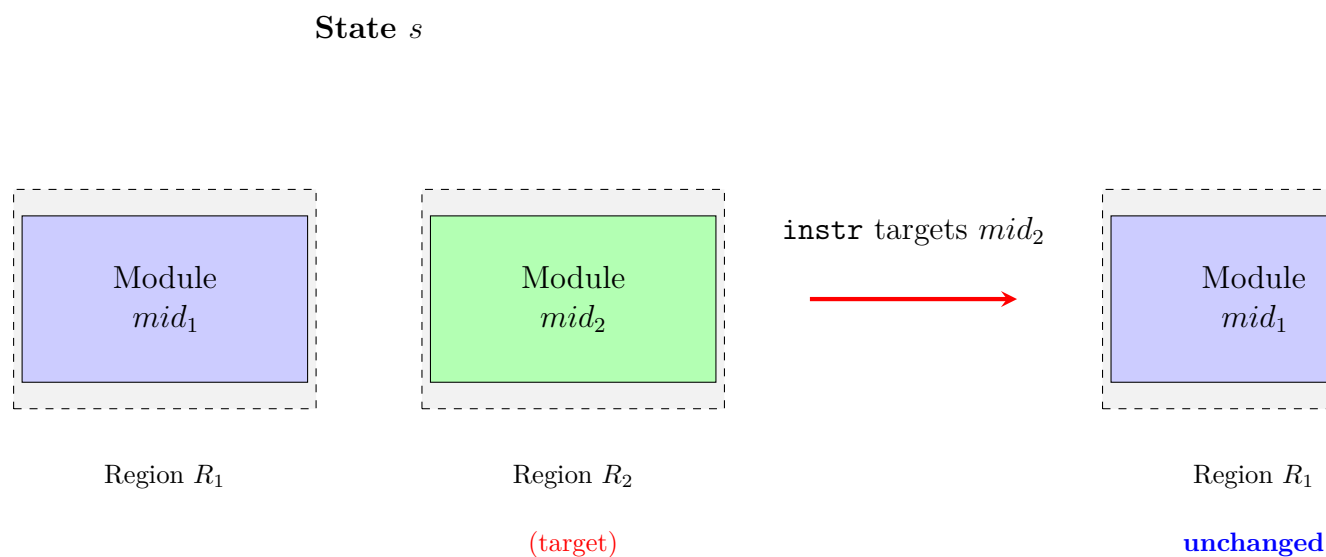 State s
instr targets mid₂
Module
mid₁
Module
mid₂
Module
mid₁
Region R₁
Region R₂
Region R₁
(target)
unchanged